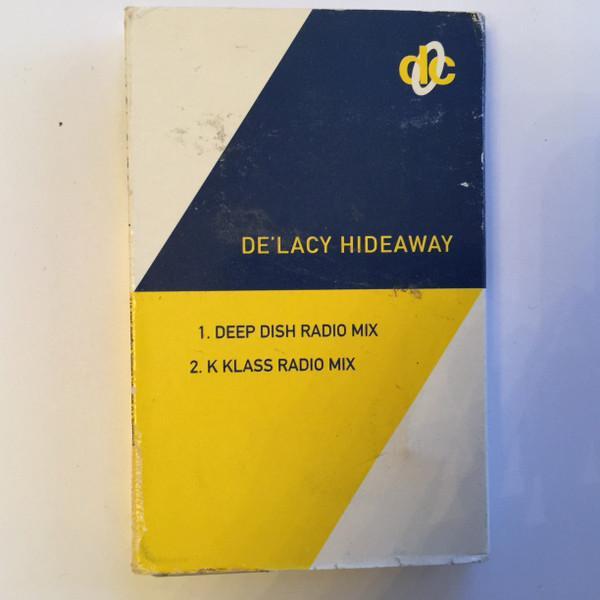 dc
DE'LACY HIDEAWAY
1. DEEP DISH RADIO MIX
2. K KLASS RADIO MIX